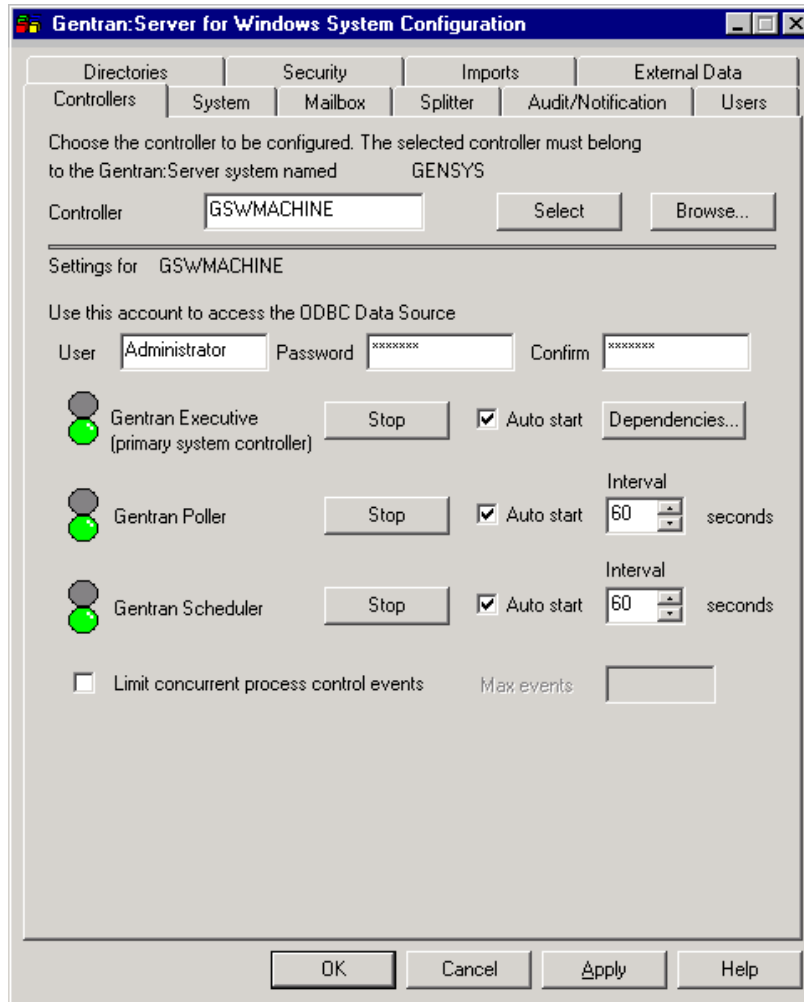 Gentran:Server for Windows System Configuration
Directories Security Imports External Data
Controllers System Mailbox Splitter Audit/Notification Users
Choose the controller to be configured. The selected controller must belong
to the Gentran:Server system named GENSYS
Controller GSWMACHINE Select Browse...
Settings for GSWMACHINE
Use this account to access the ODBC Data Source
User Administrator Password ******* Confirm *******
Gentran Executive Stop Auto start Dependencies...
(primary system controller)
Interval
Gentran Poller Stop Auto start 60 seconds
Interval
Gentran Scheduler Stop Auto start 60 seconds
Limit concurrent process control events Max events
OK Cancel Apply Help